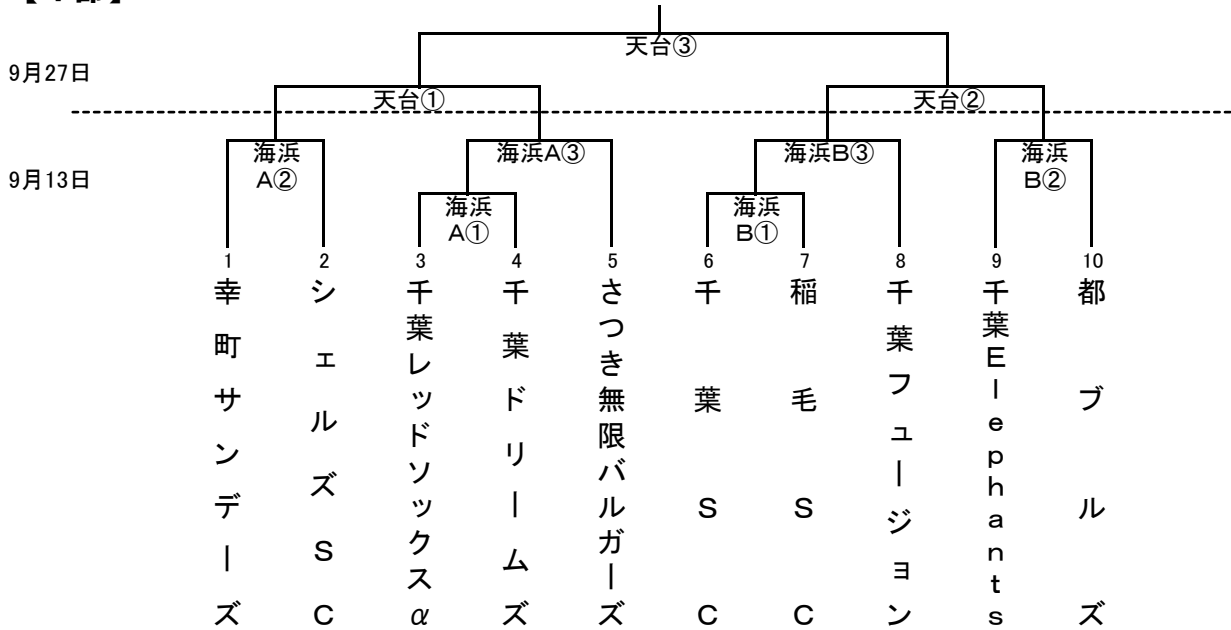 天台③
9月27日
天台①
天台②
海浜
A②
海浜A③
海浜B③
海浜
B②
9月13日
海浜
A①
海浜
B①
1
2
3
4
5
6
7
8
9
10
幸町サンデーズ
シェルズSC
千葉レッドソックスα
千葉ドリームズ
さつき無限バルガーズ
千葉SC
稲毛SC
千葉フュージョン
千葉Elephants
都ブルズ